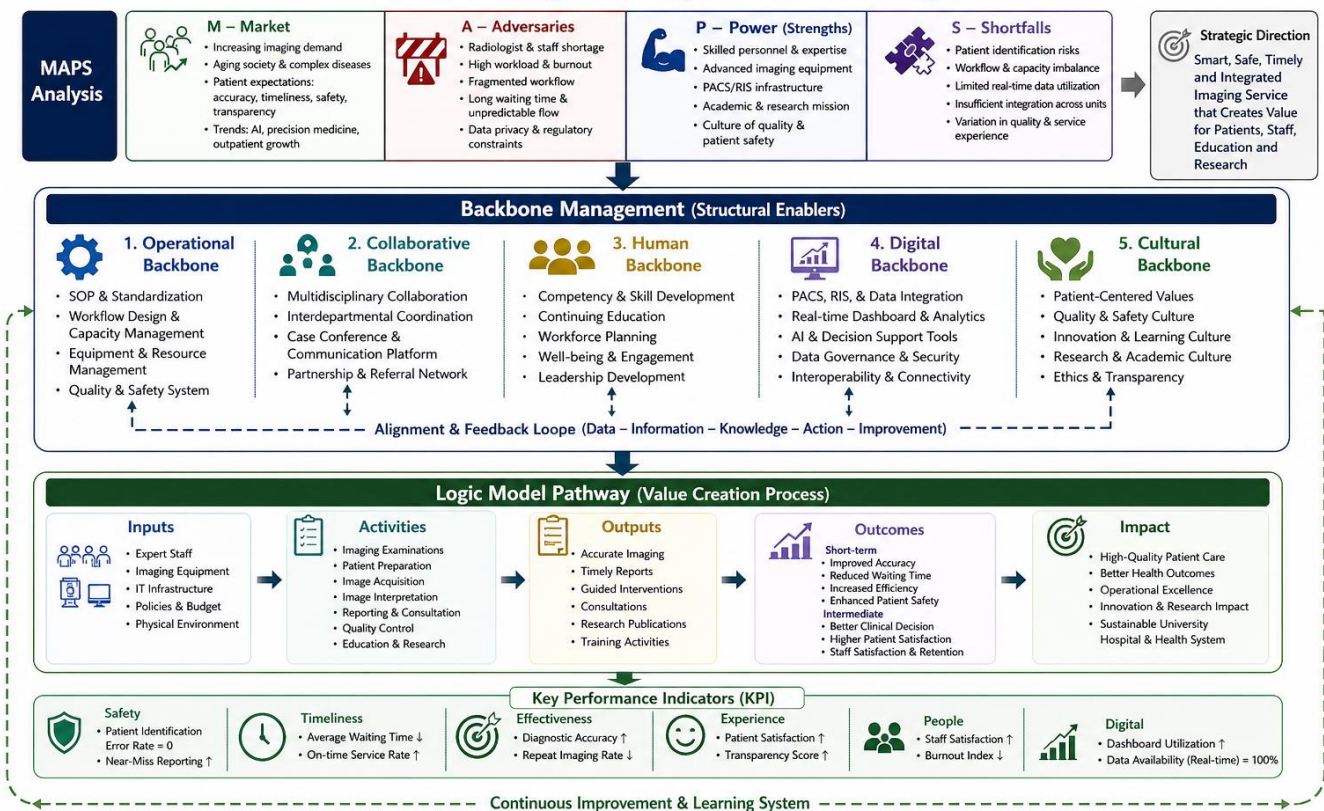 MAPS
Analysis
M – Market
• Increasing imaging demand
• Aging society & complex diseases
• Patient expectations:
accuracy, timeliness, safety,
transparency
• Trends: AI, precision medicine,
outpatient growth
A – Adversaries
• Radiologist & staff shortage
• High workload & burnout
• Fragmented workflow
• Long waiting time &
unpredictable flow
• Data privacy & regulatory
constraints
P – Power (Strengths)
• Skilled personnel & expertise
• Advanced imaging equipment
• PACS/RIS infrastructure
• Academic & research mission
• Culture of quality &
patient safety
S – Shortfalls
• Patient identification risks
• Workflow & capacity imbalance
• Limited real-time data utilization
• Insufficient integration across units
• Variation in quality & service
experience
Strategic Direction
Smart, Safe, Timely
and Integrated
Imaging Service
that Creates Value
for Patients, Staff,
Education and
Research
Backbone Management (Structural Enablers)
1. Operational
Backbone
• SOP & Standardization
• Workflow Design &
Capacity Management
• Equipment & Resource
Management
• Quality & Safety System
2. Collaborative
Backbone
• Multidisciplinary Collaboration
• Interdepartmental Coordination
• Case Conference &
Communication Platform
• Partnership & Referral Network
3. Human
Backbone
• Competency & Skill Development
• Continuing Education
• Workforce Planning
• Well-being & Engagement
• Leadership Development
4. Digital
Backbone
• PACS, RIS, & Data Integration
• Real-time Dashboard & Analytics
• AI & Decision Support Tools
• Data Governance & Security
• Interoperability & Connectivity
5. Cultural
Backbone
• Patient-Centered Values
• Quality & Safety Culture
• Innovation & Learning Culture
• Research & Academic Culture
• Ethics & Transparency
Alignment & Feedback Loope (Data – Information – Knowledge – Action – Improvement)
Logic Model Pathway (Value Creation Process)
Inputs
• Expert Staff
• Imaging Equipment
• IT Infrastructure
• Policies & Budget
• Physical Environment
Activities
• Imaging Examinations
• Patient Preparation
• Image Acquisition
• Image Interpretation
• Reporting & Consultation
• Quality Control
• Education & Research
Outputs
• Accurate Imaging
• Timely Reports
• Guided Interventions
• Consultations
• Research Publications
• Training Activities
Outcomes
Short-term
• Improved Accuracy
• Reduced Waiting Time
• Increased Efficiency
• Enhanced Patient Safety
Intermediate
• Better Clinical Decision
• Higher Patient Satisfaction
• Staff Satisfaction & Retention
Impact
• High-Quality Patient Care
• Better Health Outcomes
• Operational Excellence
• Innovation & Research Impact
• Sustainable University
Hospital & Health System
Key Performance Indicators (KPI)
Safety
• Patient Identification
Error Rate = 0
• Near-Miss Reporting ↑
Timeliness
• Average Waiting Time ↓
• On-time Service Rate ↑
Effectiveness
• Diagnostic Accuracy ↑
• Repeat Imaging Rate ↓
Experience
• Patient Satisfaction ↑
• Transparency Score ↑
People
• Staff Satisfaction ↑
• Burnout Index ↓
Digital
• Dashboard Utilization ↑
• Data Availability (Real-time) = 100%
Continuous Improvement & Learning System